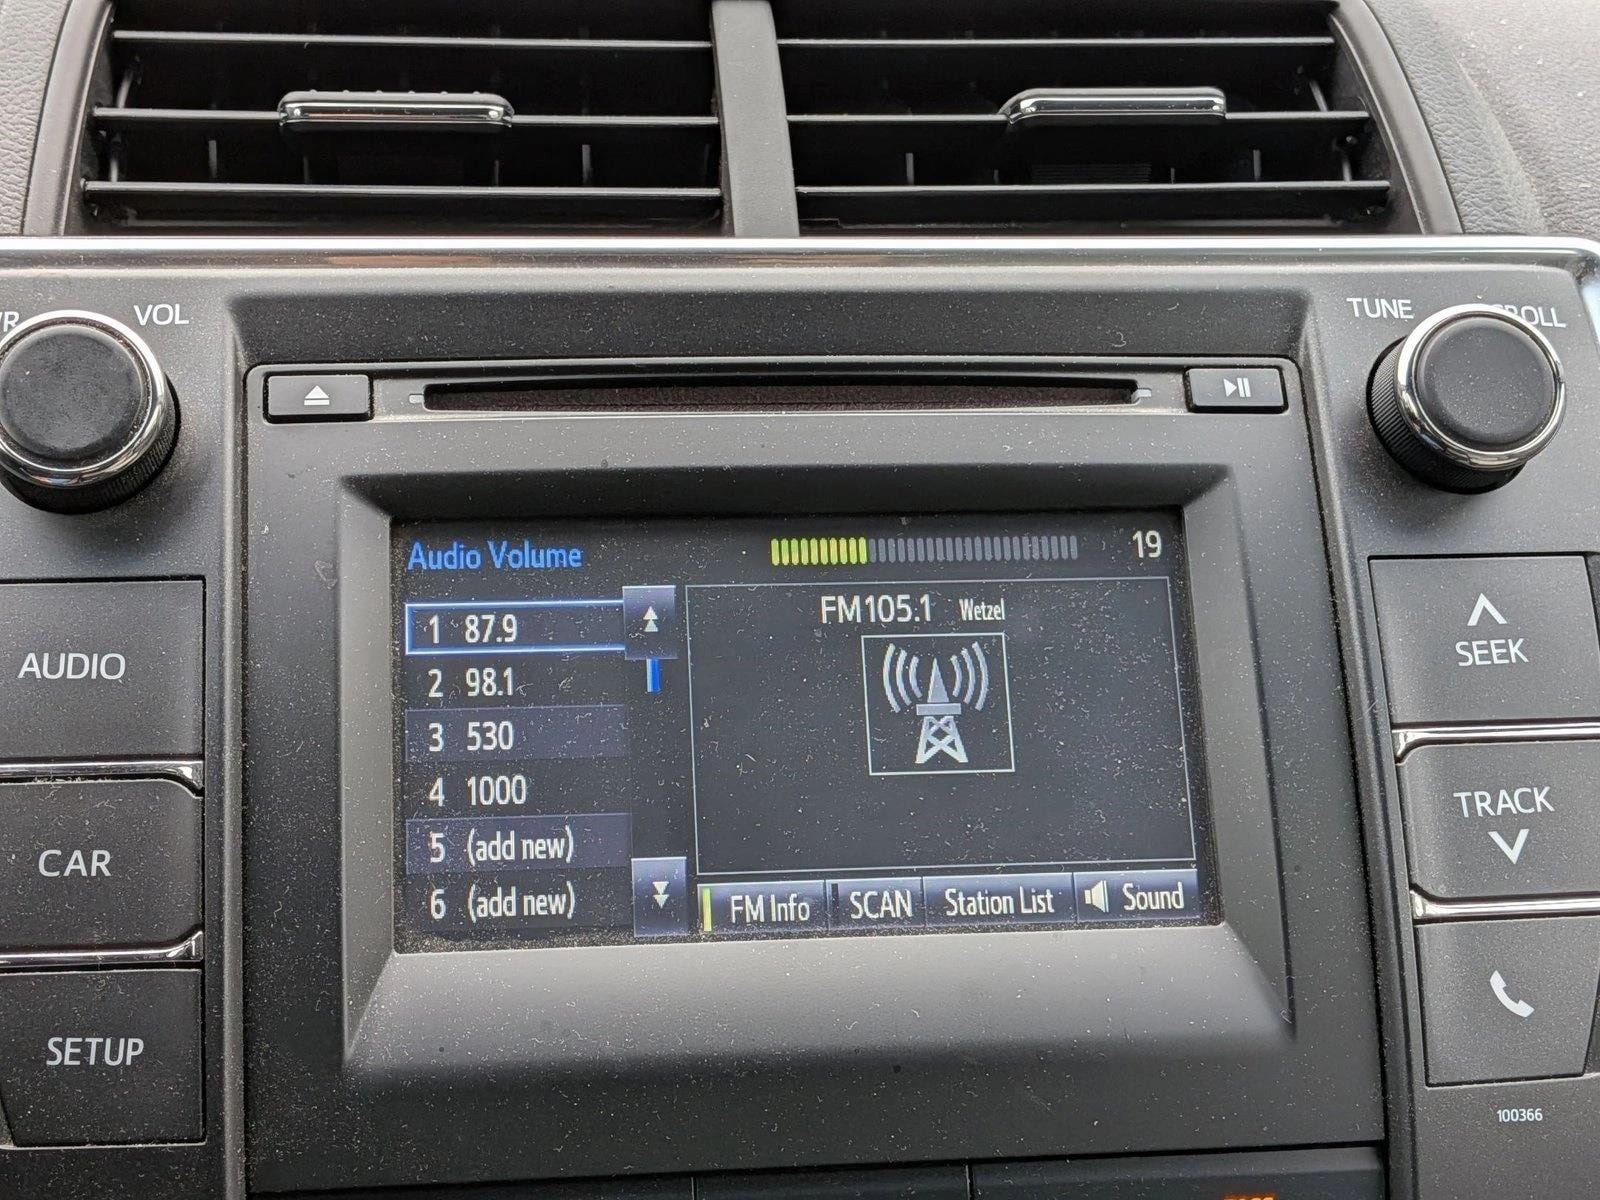 VOL
TUNE
SCROLL
Audio Volume 19
FM105.1 Wetzel
1 87.9
2 98.1
3 530
4 1000
5 (add new)
6 (add new)
FM Info SCAN Station List Sound
AUDIO
CAR
SETUP
SEEK
TRACK
100366